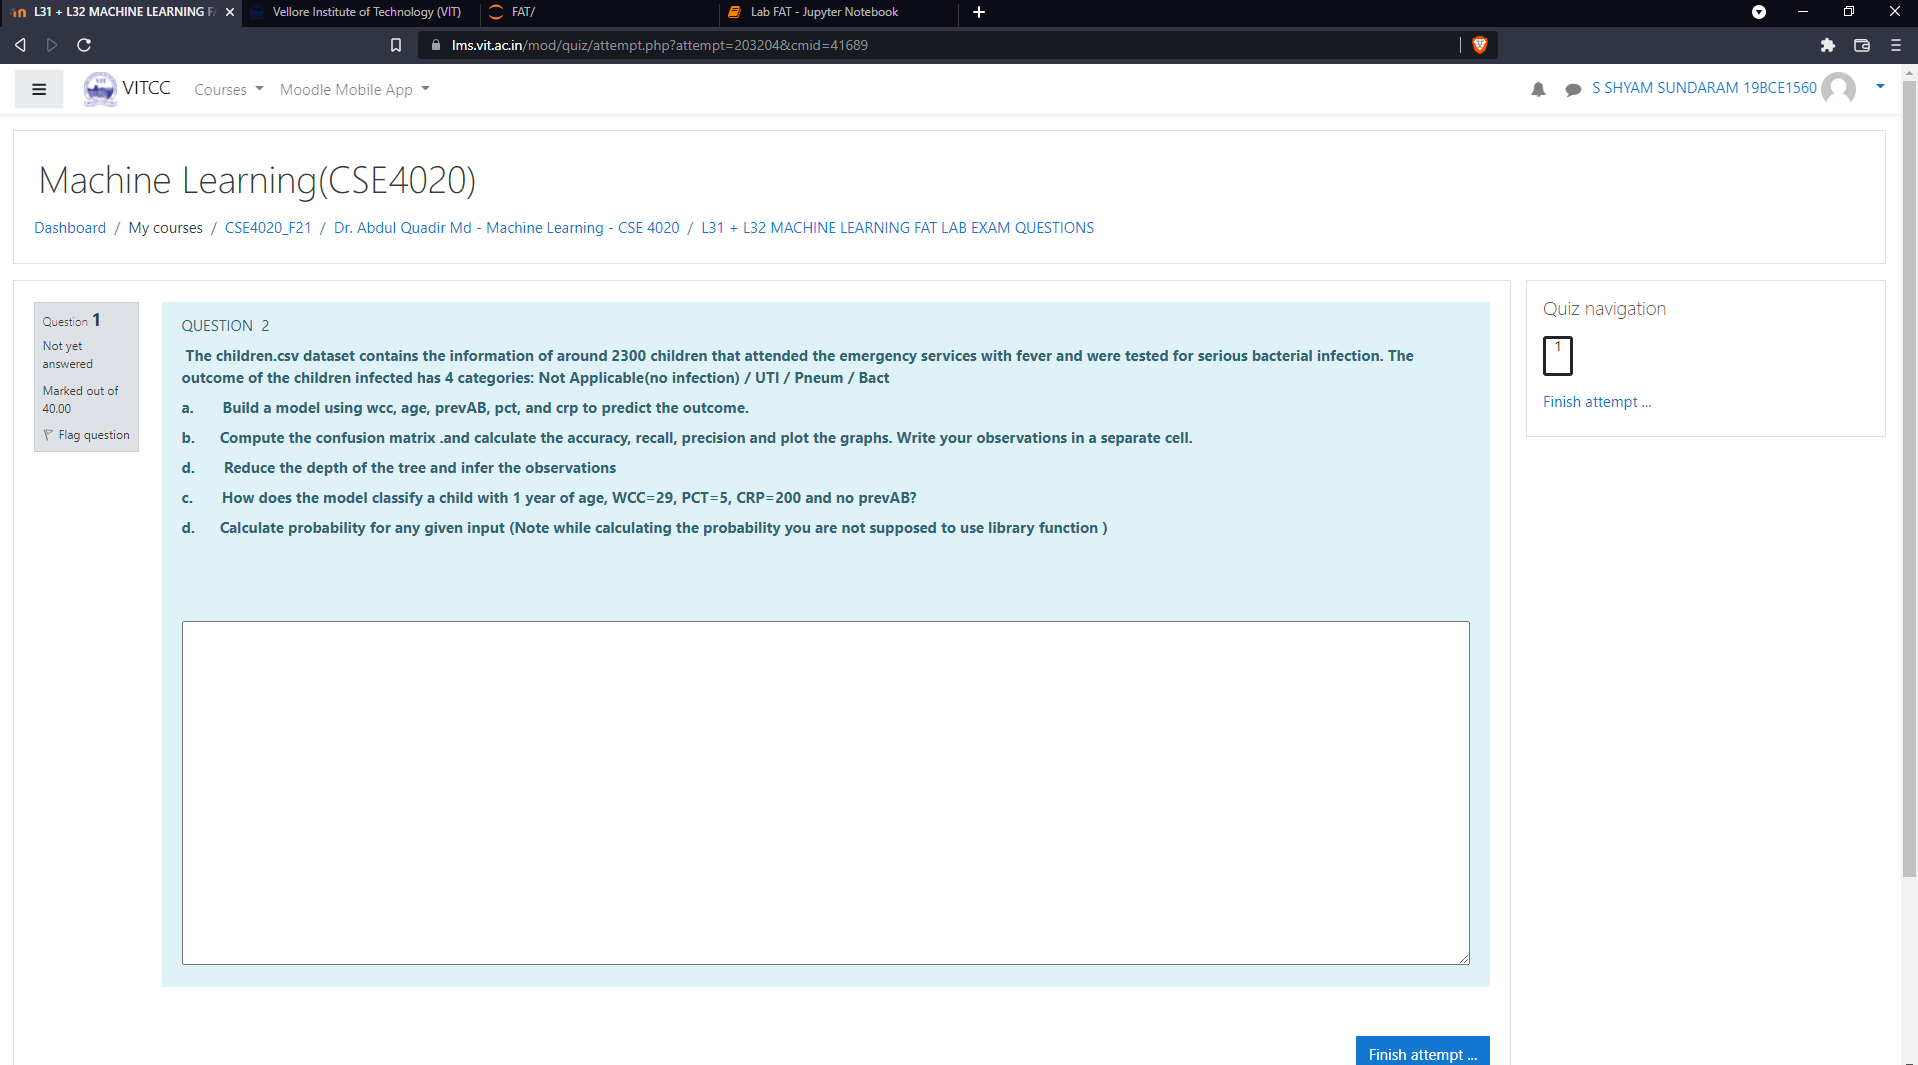 L31 + L32 MACHINE LEARNING FA
Vellore Institute of Technology (VIT)
FAT/
Lab FAT - Jupyter Notebook
lms.vit.ac.in/mod/quiz/attempt.php?attempt=203204&cmid=41689
VITCC
Courses
Moodle Mobile App
S SHYAM SUNDARAM 19BCE1560
Machine Learning(CSE4020)
Dashboard / My courses / CSE4020_F21 / Dr. Abdul Quadir Md - Machine Learning - CSE 4020 / L31 + L32 MACHINE LEARNING FAT LAB EXAM QUESTIONS
Question 1
Not yet
answered
Marked out of
40.00
Flag question
QUESTION 2
The children.csv dataset contains the information of around 2300 children that attended the emergency services with fever and were tested for serious bacterial infection. The
outcome of the children infected has 4 categories: Not Applicable(no infection) / UTI / Pneum / Bact
a. Build a model using wcc, age, prevAB, pct, and crp to predict the outcome.
b. Compute the confusion matrix .and calculate the accuracy, recall, precision and plot the graphs. Write your observations in a separate cell.
d. Reduce the depth of the tree and infer the observations
c. How does the model classify a child with 1 year of age, WCC=29, PCT=5, CRP=200 and no prevAB?
d. Calculate probability for any given input (Note while calculating the probability you are not supposed to use library function )
Finish attempt ...
Quiz navigation
1
Finish attempt ...